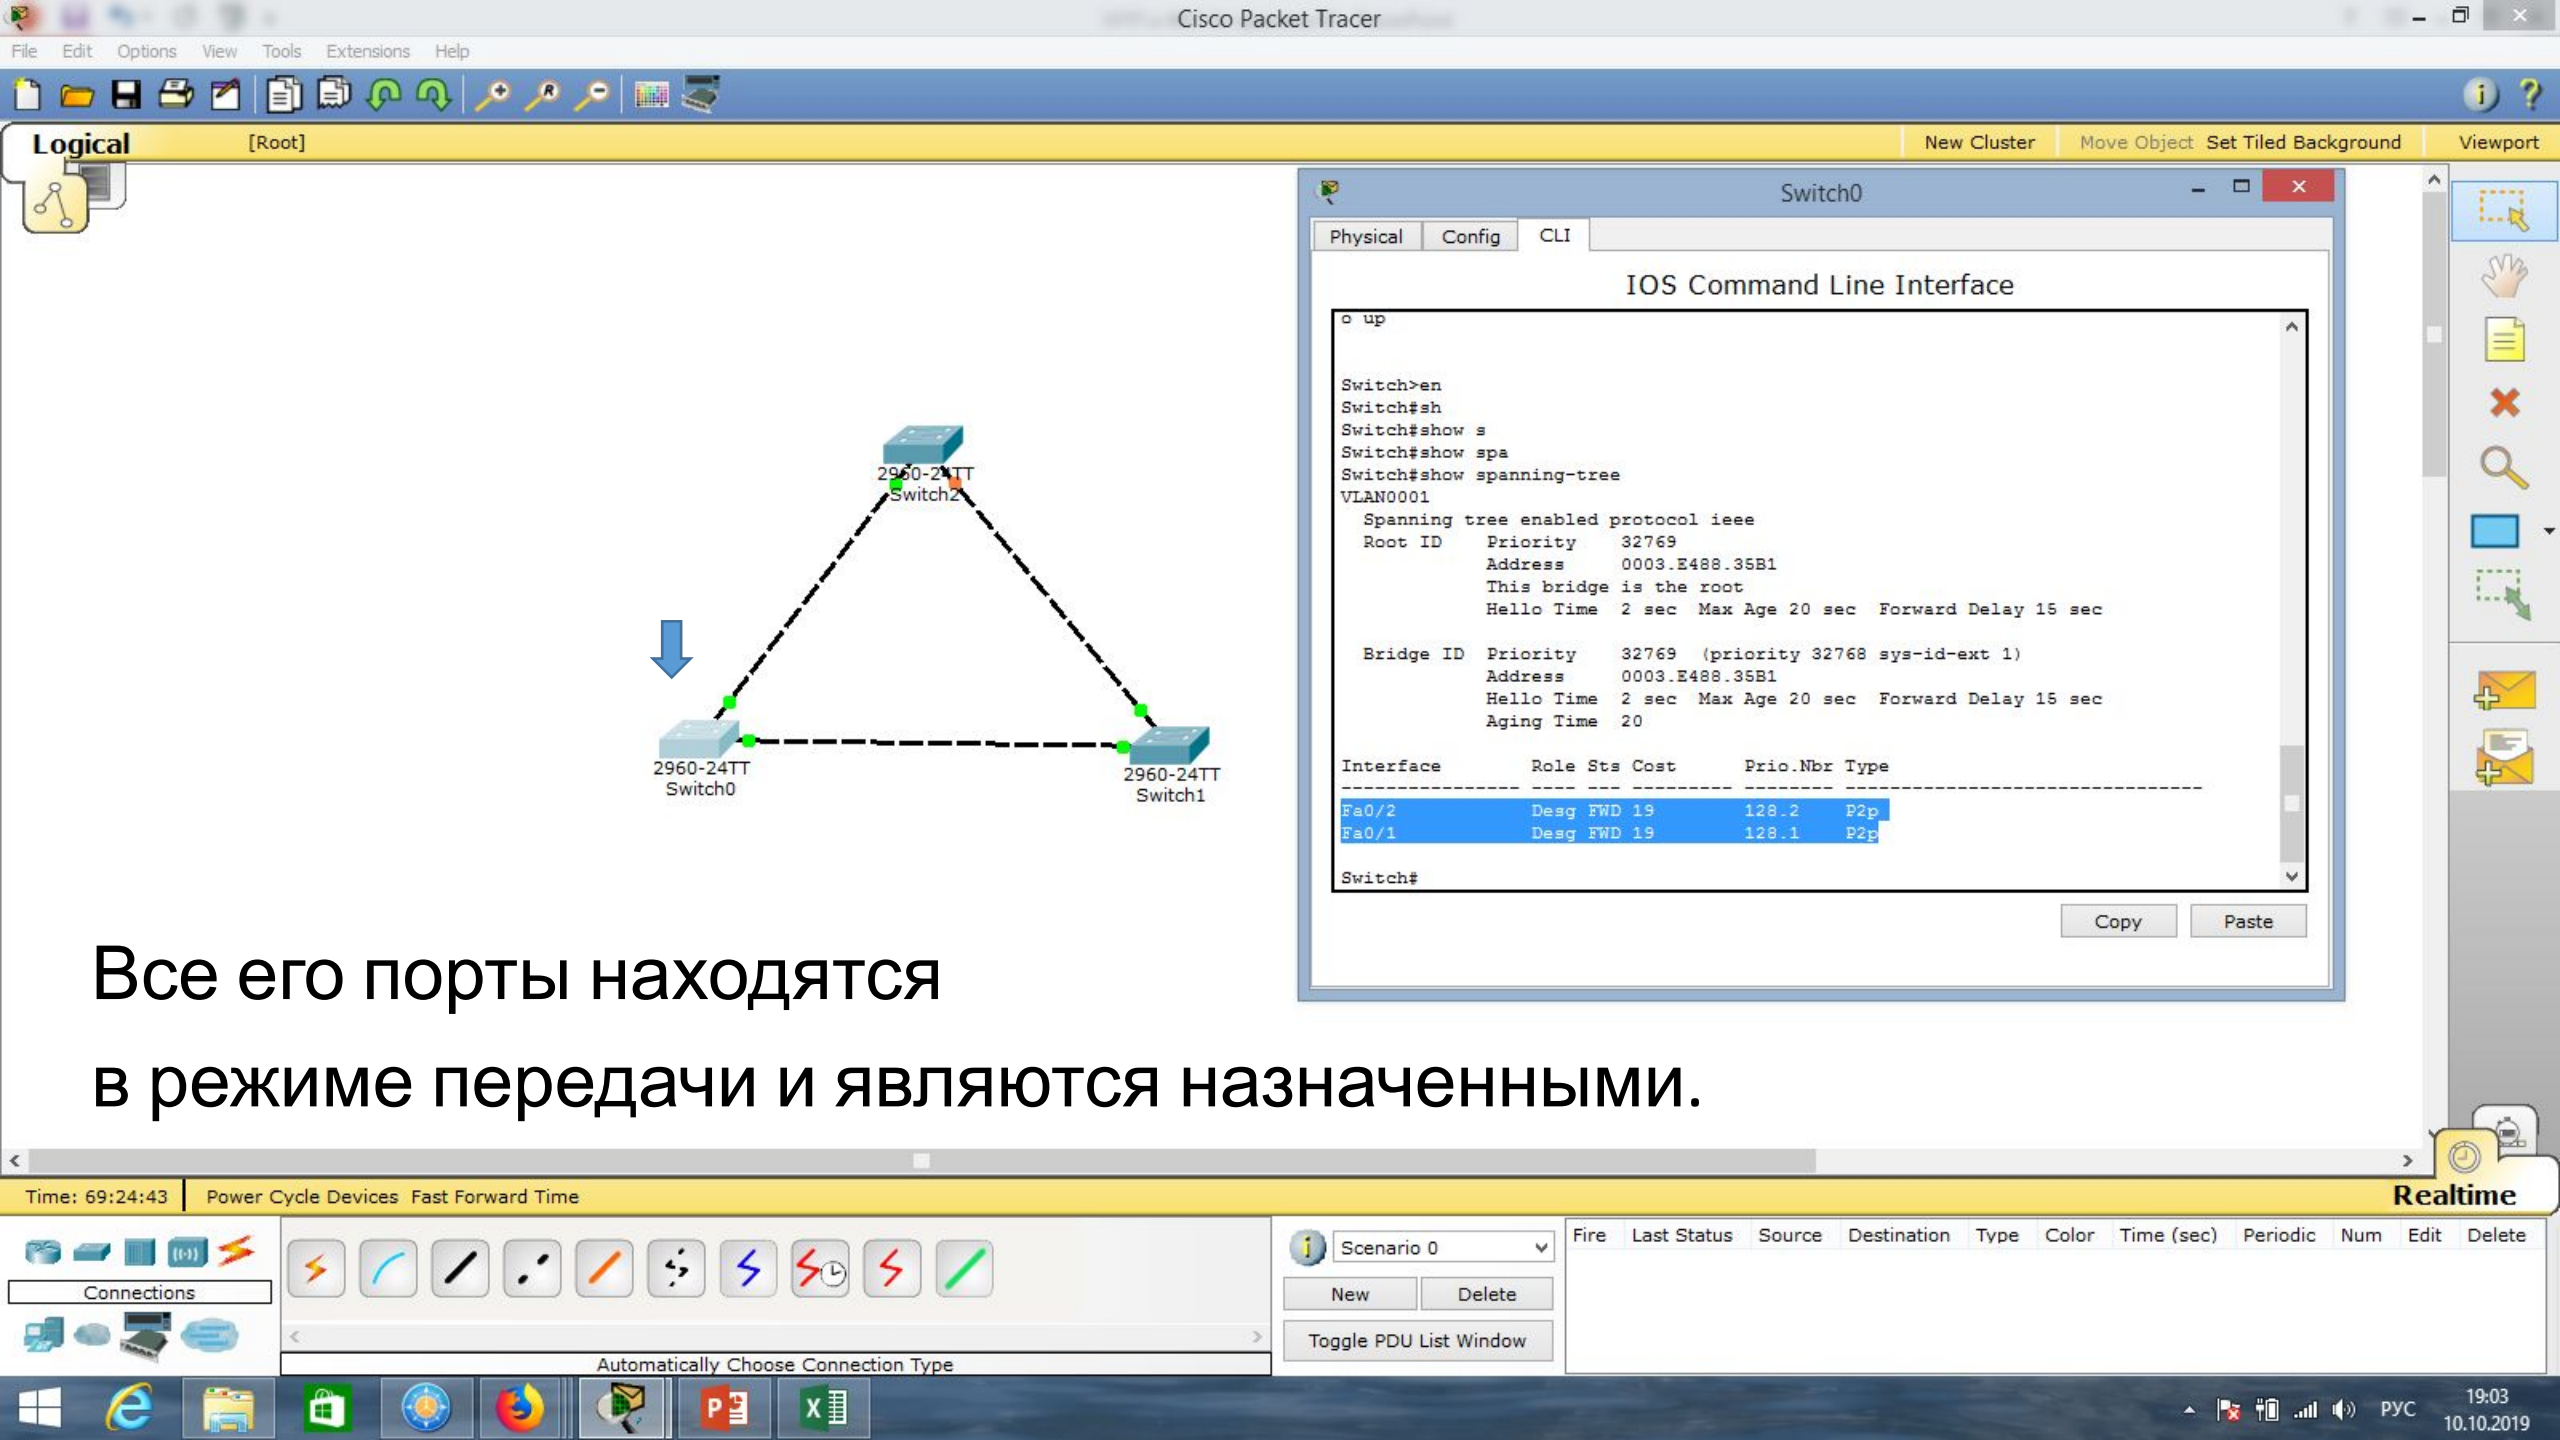 Cisco Packet Tracer
File Edit Options View Tools Extensions Help
Logical [Root] New Cluster Move Object Set Tiled Background Viewport
Switch0
Physical Config CLI
IOS Command Line Interface
o up
Switch>en
Switch#sh
Switch#show s
Switch#show spa
Switch#show spanning-tree
VLAN0001
Spanning tree enabled protocol ieee
Root ID Priority 32769
Address 0003.E488.35B1
This bridge is the root
Hello Time 2 sec Max Age 20 sec Forward Delay 15 sec
Bridge ID Priority 32769 (priority 32768 sys-id-ext 1)
Address 0003.E488.35B1
Hello Time 2 sec Max Age 20 sec Forward Delay 15 sec
Aging Time 20
Interface Role Sts Cost Prio.Nbr Type
---------------- ---- --- --------- -------- --------------------------------
Fa0/2 Desg FWD 19 128.2 P2p
Fa0/1 Desg FWD 19 128.1 P2p
Switch#
Copy Paste
2960-24TT
Switch2
2960-24TT
Switch0
2960-24TT
Switch1
Все его порты находятся
в режиме передачи и являются назначенными.
Time: 69:24:43 Power Cycle Devices Fast Forward Time Realtime
Connections
Automatically Choose Connection Type
Scenario 0
New Delete
Toggle PDU List Window
Fire Last Status Source Destination Type Color Time (sec) Periodic Num Edit Delete
РУС
19:03
10.10.2019